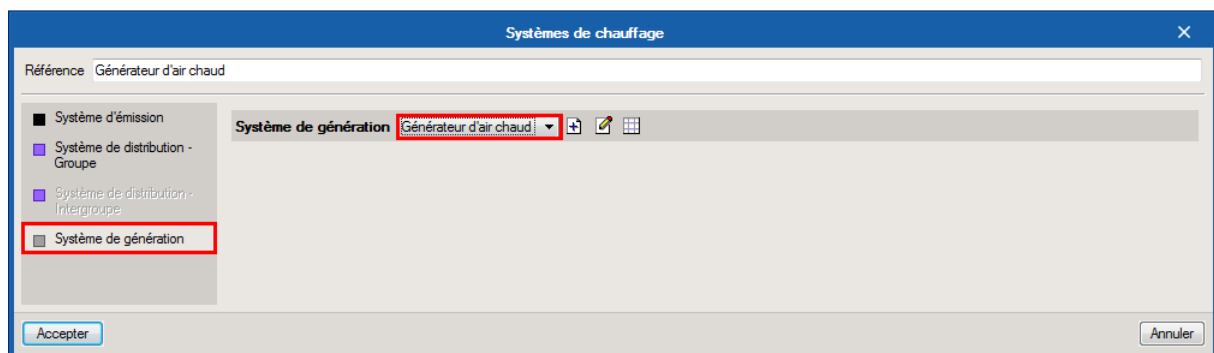 Systèmes de chauffage
Référence Générateur d'air chaud
Système d'émission
Système de distribution -
Groupe
Système de distribution -
Intergroupe
Système de génération
Système de génération Générateur d'air chaud
Accepter
Annuler